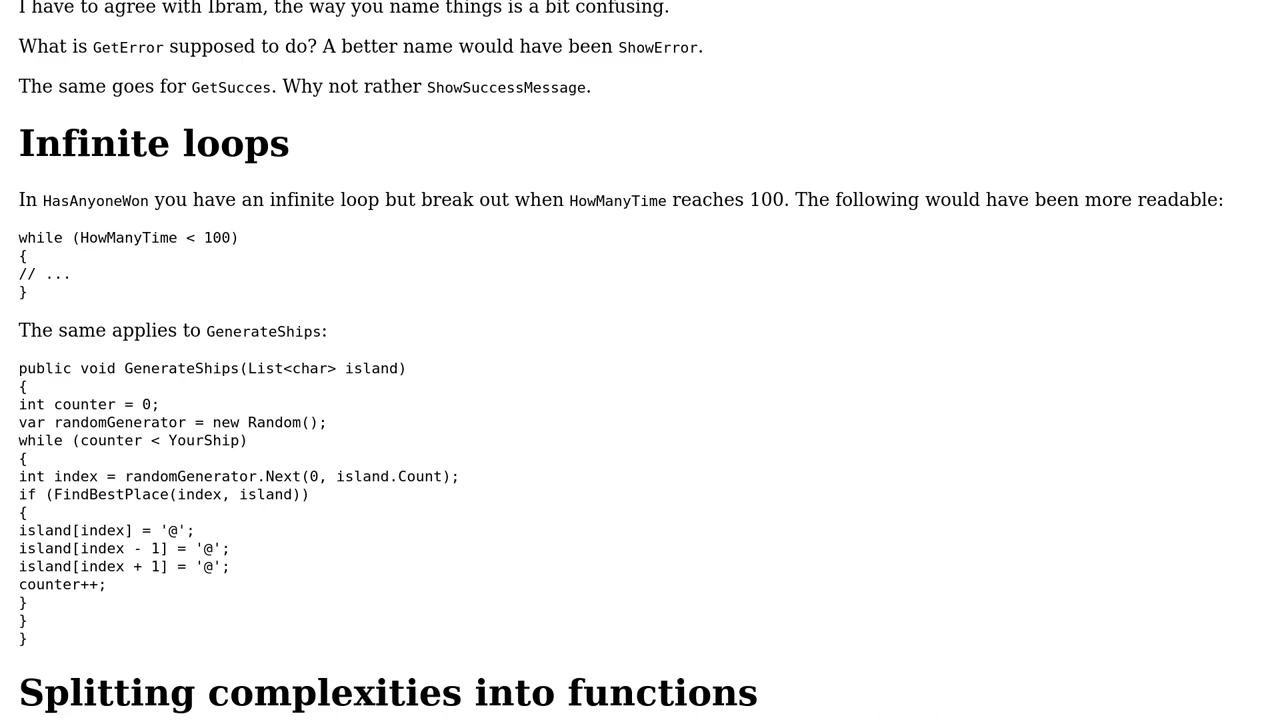 I have to agree with Ibram, the way you name things is a bit confusing.
What is GetError supposed to do? A better name would have been ShowError.
The same goes for GetSucces. Why not rather ShowSuccessMessage.
Infinite loops
In HasAnyoneWon you have an infinite loop but break out when HowManyTime reaches 100. The following would have been more readable:
while (HowManyTime < 100)
{
// ...
}
The same applies to GenerateShips:
public void GenerateShips(List<char> island)
{
int counter = 0;
var randomGenerator = new Random();
while (counter < YourShip)
{
int index = randomGenerator.Next(0, island.Count);
if (FindBestPlace(index, island))
{
island[index] = '@';
island[index - 1] = '@';
island[index + 1] = '@';
counter++;
}
}
}
Splitting complexities into functions